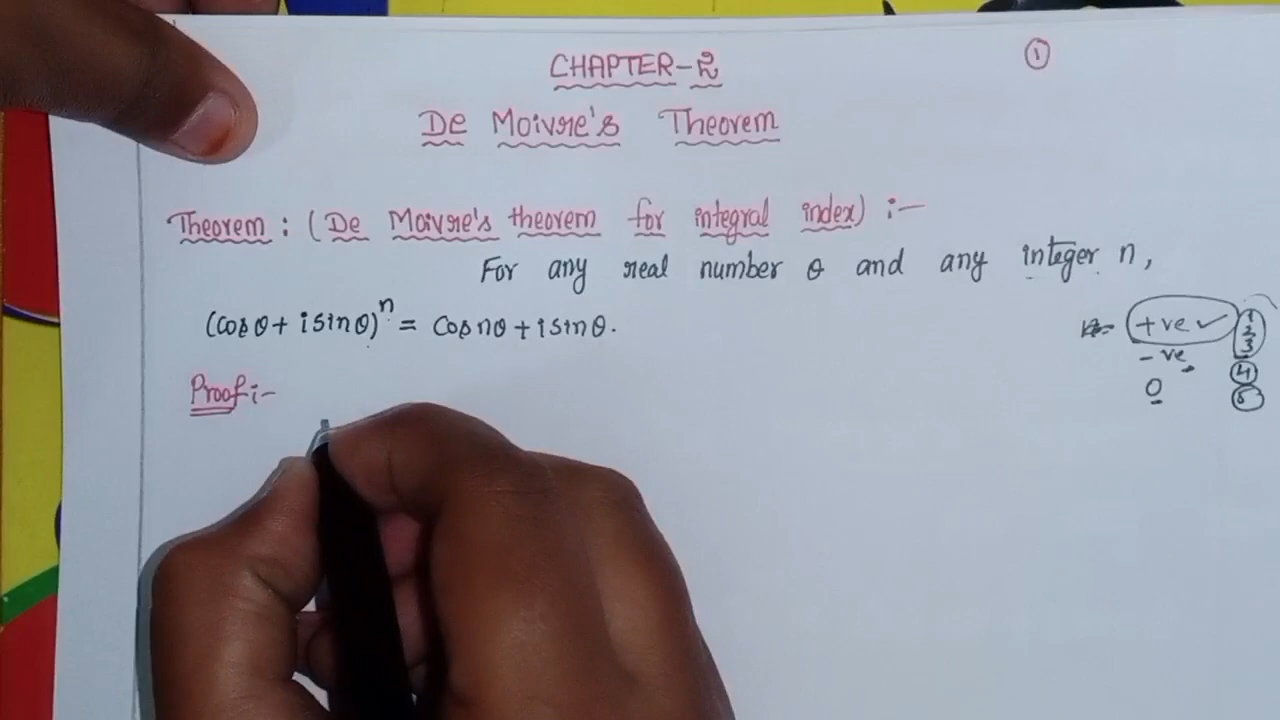 CHAPTER-2
①
De Moivre's Theorem
Theorem : (De Moivre's theorem for integral index) :-
For any real number θ and any integer n,
(cosθ + isinθ)ⁿ = cosnθ + isinθ.
+ve ✓ 1
2
3
-ve,
0
4
5
Proof :-